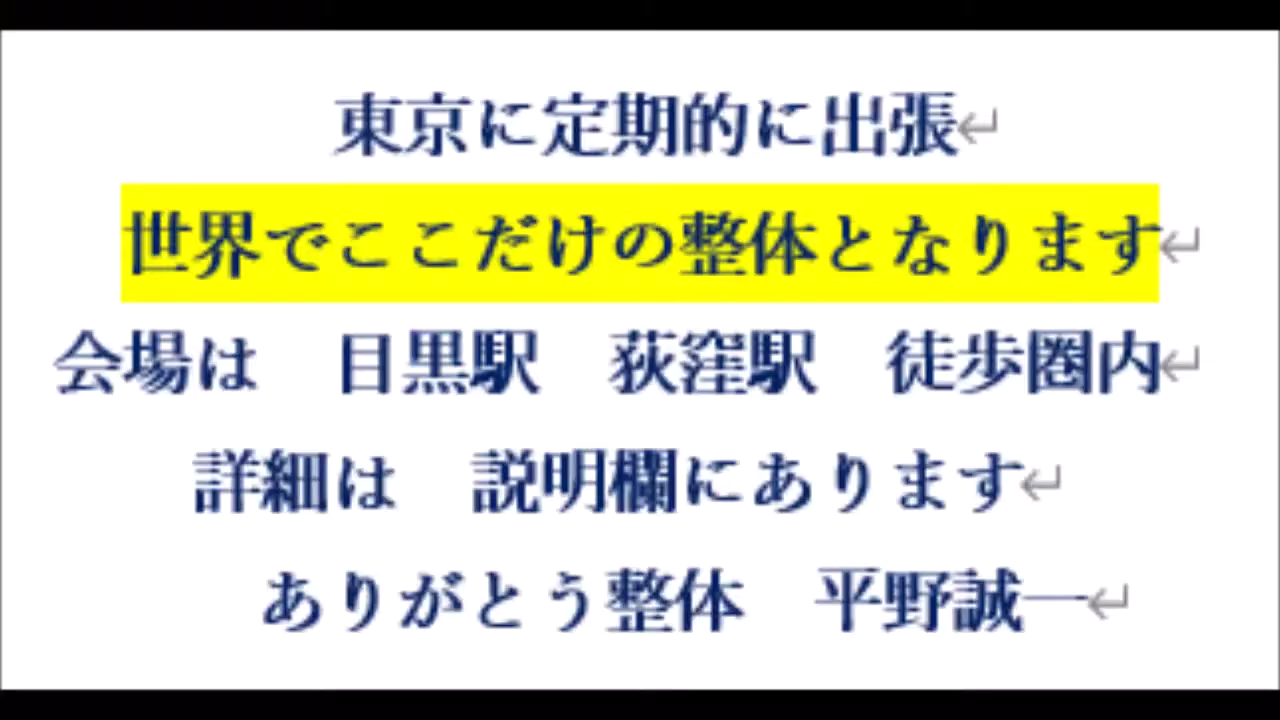 東京に定期的に出張
世界でここだけの整体となります
会場は　目黒駅　荻窪駅　徒歩圏内
詳細は　説明欄にあります
ありがとう整体　平野誠一